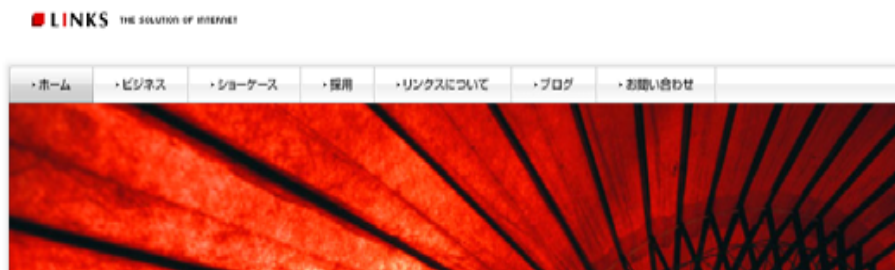 LINKS THE SOLUTION OF INTERNET
・ホーム ・ビジネス ・ショーケース ・採用 ・リンクスについて ・ブログ ・お問い合わせ